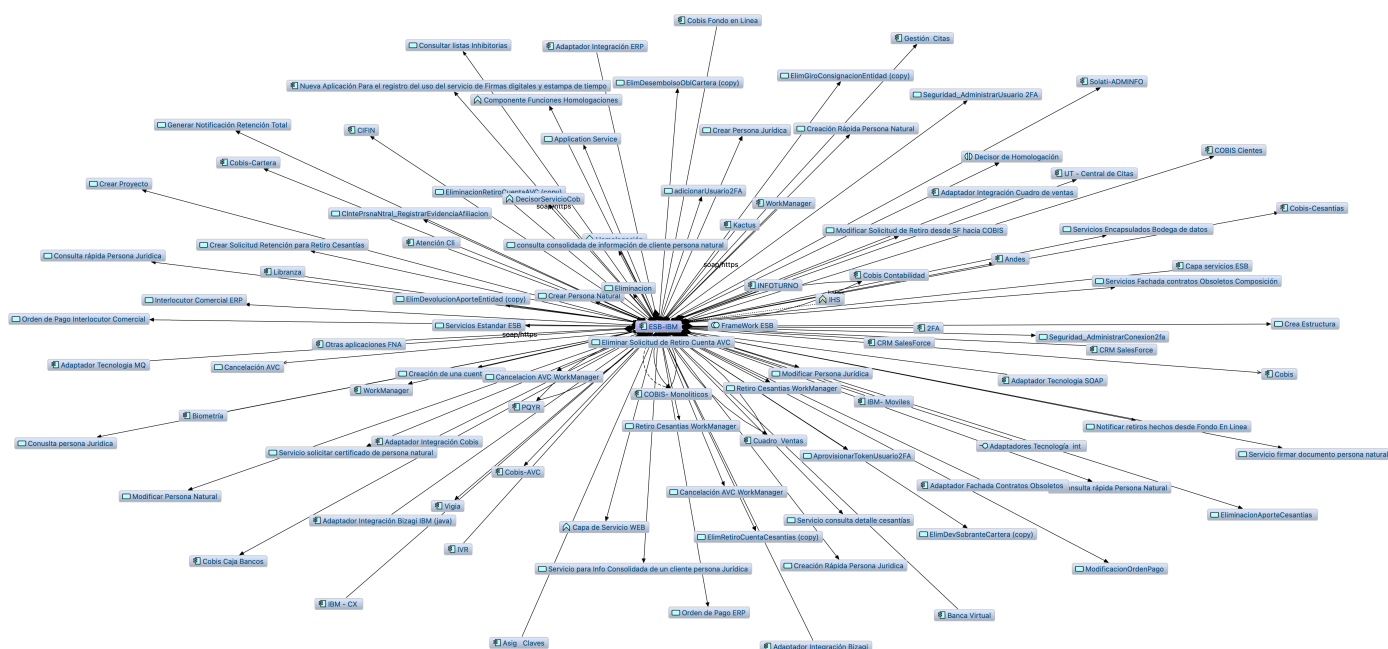 Cobis Fondo en Linea
Gestión Citas
Consultar listas inhibitorias
Adaptador Integración ERP
ElimGiroConsignacionEntidad (copy)
Solati-ADMINFO
ElimDesembolsoOblCartera (copy)
Nueva Aplicación Para el registro del uso del servicio de Firmas digitales y estampa de tiempo
Seguridad_AdministrarUsuario 2FA
Componente Funciones Homologaciones
Generar Notificación Retención Total
CIFIN
Crear Persona Jurídica
Creación Rápida Persona Natural
Application Service
COBIS Cientes
Decisor de Homologación
Cobis-Cartera
UT - Central de Citas
Crear Proyecto
EliminacionRetiroCuentaAVC (copy)
adicionarUsuario2FA
Adaptador Integración Cuadro de ventas
DecisorServicioCob
soap/https
WorkManager
Cobis-Cesantías
CIntePrsnaNtral_RegistrarEvidenciaAfiliacion
Kactus
Modificar Solicitud de Retiro desde SF hacia COBIS
Servicios Encapsulados Bodega de datos
Atención Cli
Crear Solicitud Retención para Retiro Cesantías
consulta consolidada de información de cliente persona natural
Consulta rápida Persona Jurídica
Andes
soap/https
Capa servicios ESB
Libranza
Cobis Contabilidad
Servicios Fachada contratos Obsoletos Composición
Eliminacion
INFOTURNO
Interlocutor Comercial ERP
ElimDevolucionAporteEntidad (copy)
Crear Persona Natural
IHS
Orden de Pago Interlocutor Comercial
Servicios Estandar ESB
ESB-IBM
FrameWork ESB
2FA
Crea Estructura
soap/https
Otras aplicaciones FNA
Eliminar Solicitud de Retiro Cuenta AVC
CRM SalesForce
Seguridad_AdministrarConexion2fa
CRM SalesForce
Adaptador Tecnologia MQ
Cancelación AVC
Creación de una cuent
Cancelacion AVC WorkManager
Modificar Persona Jurídica
Cobis
Adaptador Tecnología SOAP
WorkManager
Retiro Cesantias WorkManager
COBIS- Monoliticos
IBM- Moviles
PQYR
Biometría
Retiro Cesantias WorkManager
Notificar retiros hechos desde Fondo En Linea
Conuslta persona Jurídica
Adaptador Integración Cobis
Cuadro Ventas
Adaptadores Tecnología int
Servicio solicitar certificado de persona natural
AprovisionarTokenUsuario2FA
Servicio firmar documento persona natural
Cobis-AVC
Adaptador Fachada Contratos Obsoletos
onsulta rápida Persona Natural
Modificar Persona Natural
Cancelación AVC WorkManager
Vigia
EliminacionAporteCesantias
Adaptador Integración Bizagi IBM (java)
Capa de Servicio WEB
Servicio consulta detalle cesantías
ElimRetiroCuentaCesantias (copy)
ElimDevSobranteCartera (copy)
IVR
Cobis Caja Bancos
Servicio para Info Consolidada de un cliente persona Jurídica
Creación Rápida Persona Juridica
ModificacionOrdenPago
IBM - CX
Orden de Pago ERP
Banca Virtual
Asig Claves
Adaptador Integración Bizagi